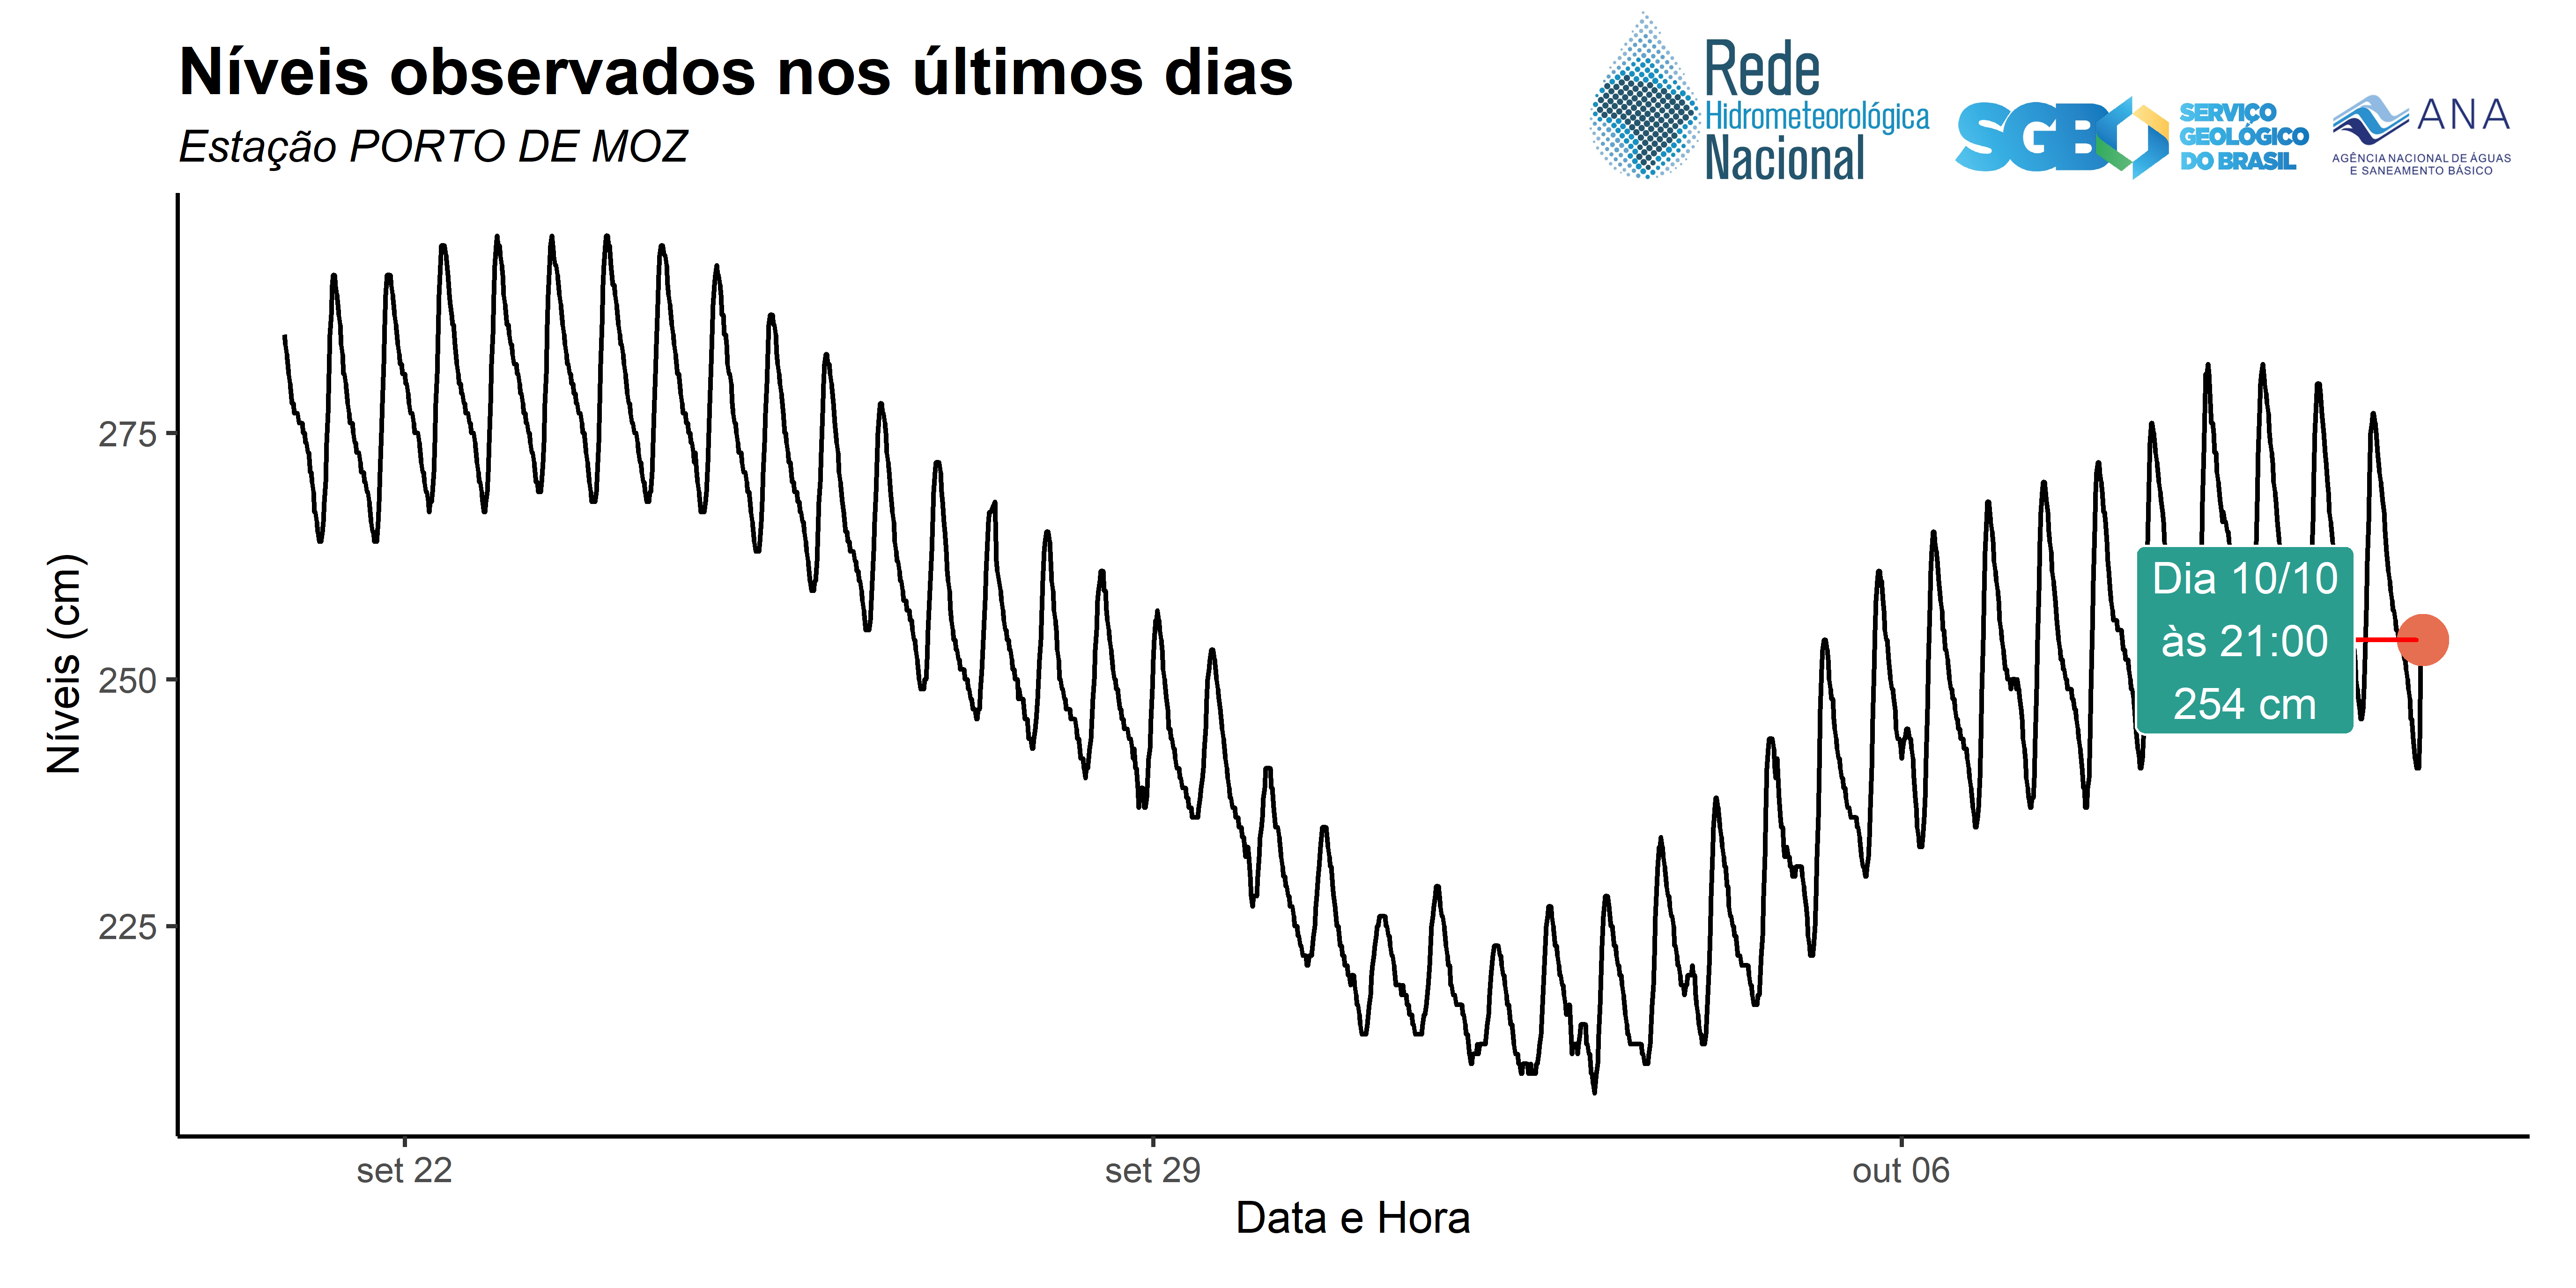 Níveis observados nos últimos dias
Estação PORTO DE MOZ
Rede
Hidrometeorológica
Nacional
SGB
SERVIÇO
GEOLÓGICO
DO BRASIL
ANA
AGÊNCIA NACIONAL DE ÁGUAS
E SANEAMENTO BÁSICO
Níveis (cm)
275
250
225
Dia 10/10
às 21:00
254 cm
set 22
set 29
out 06
Data e Hora